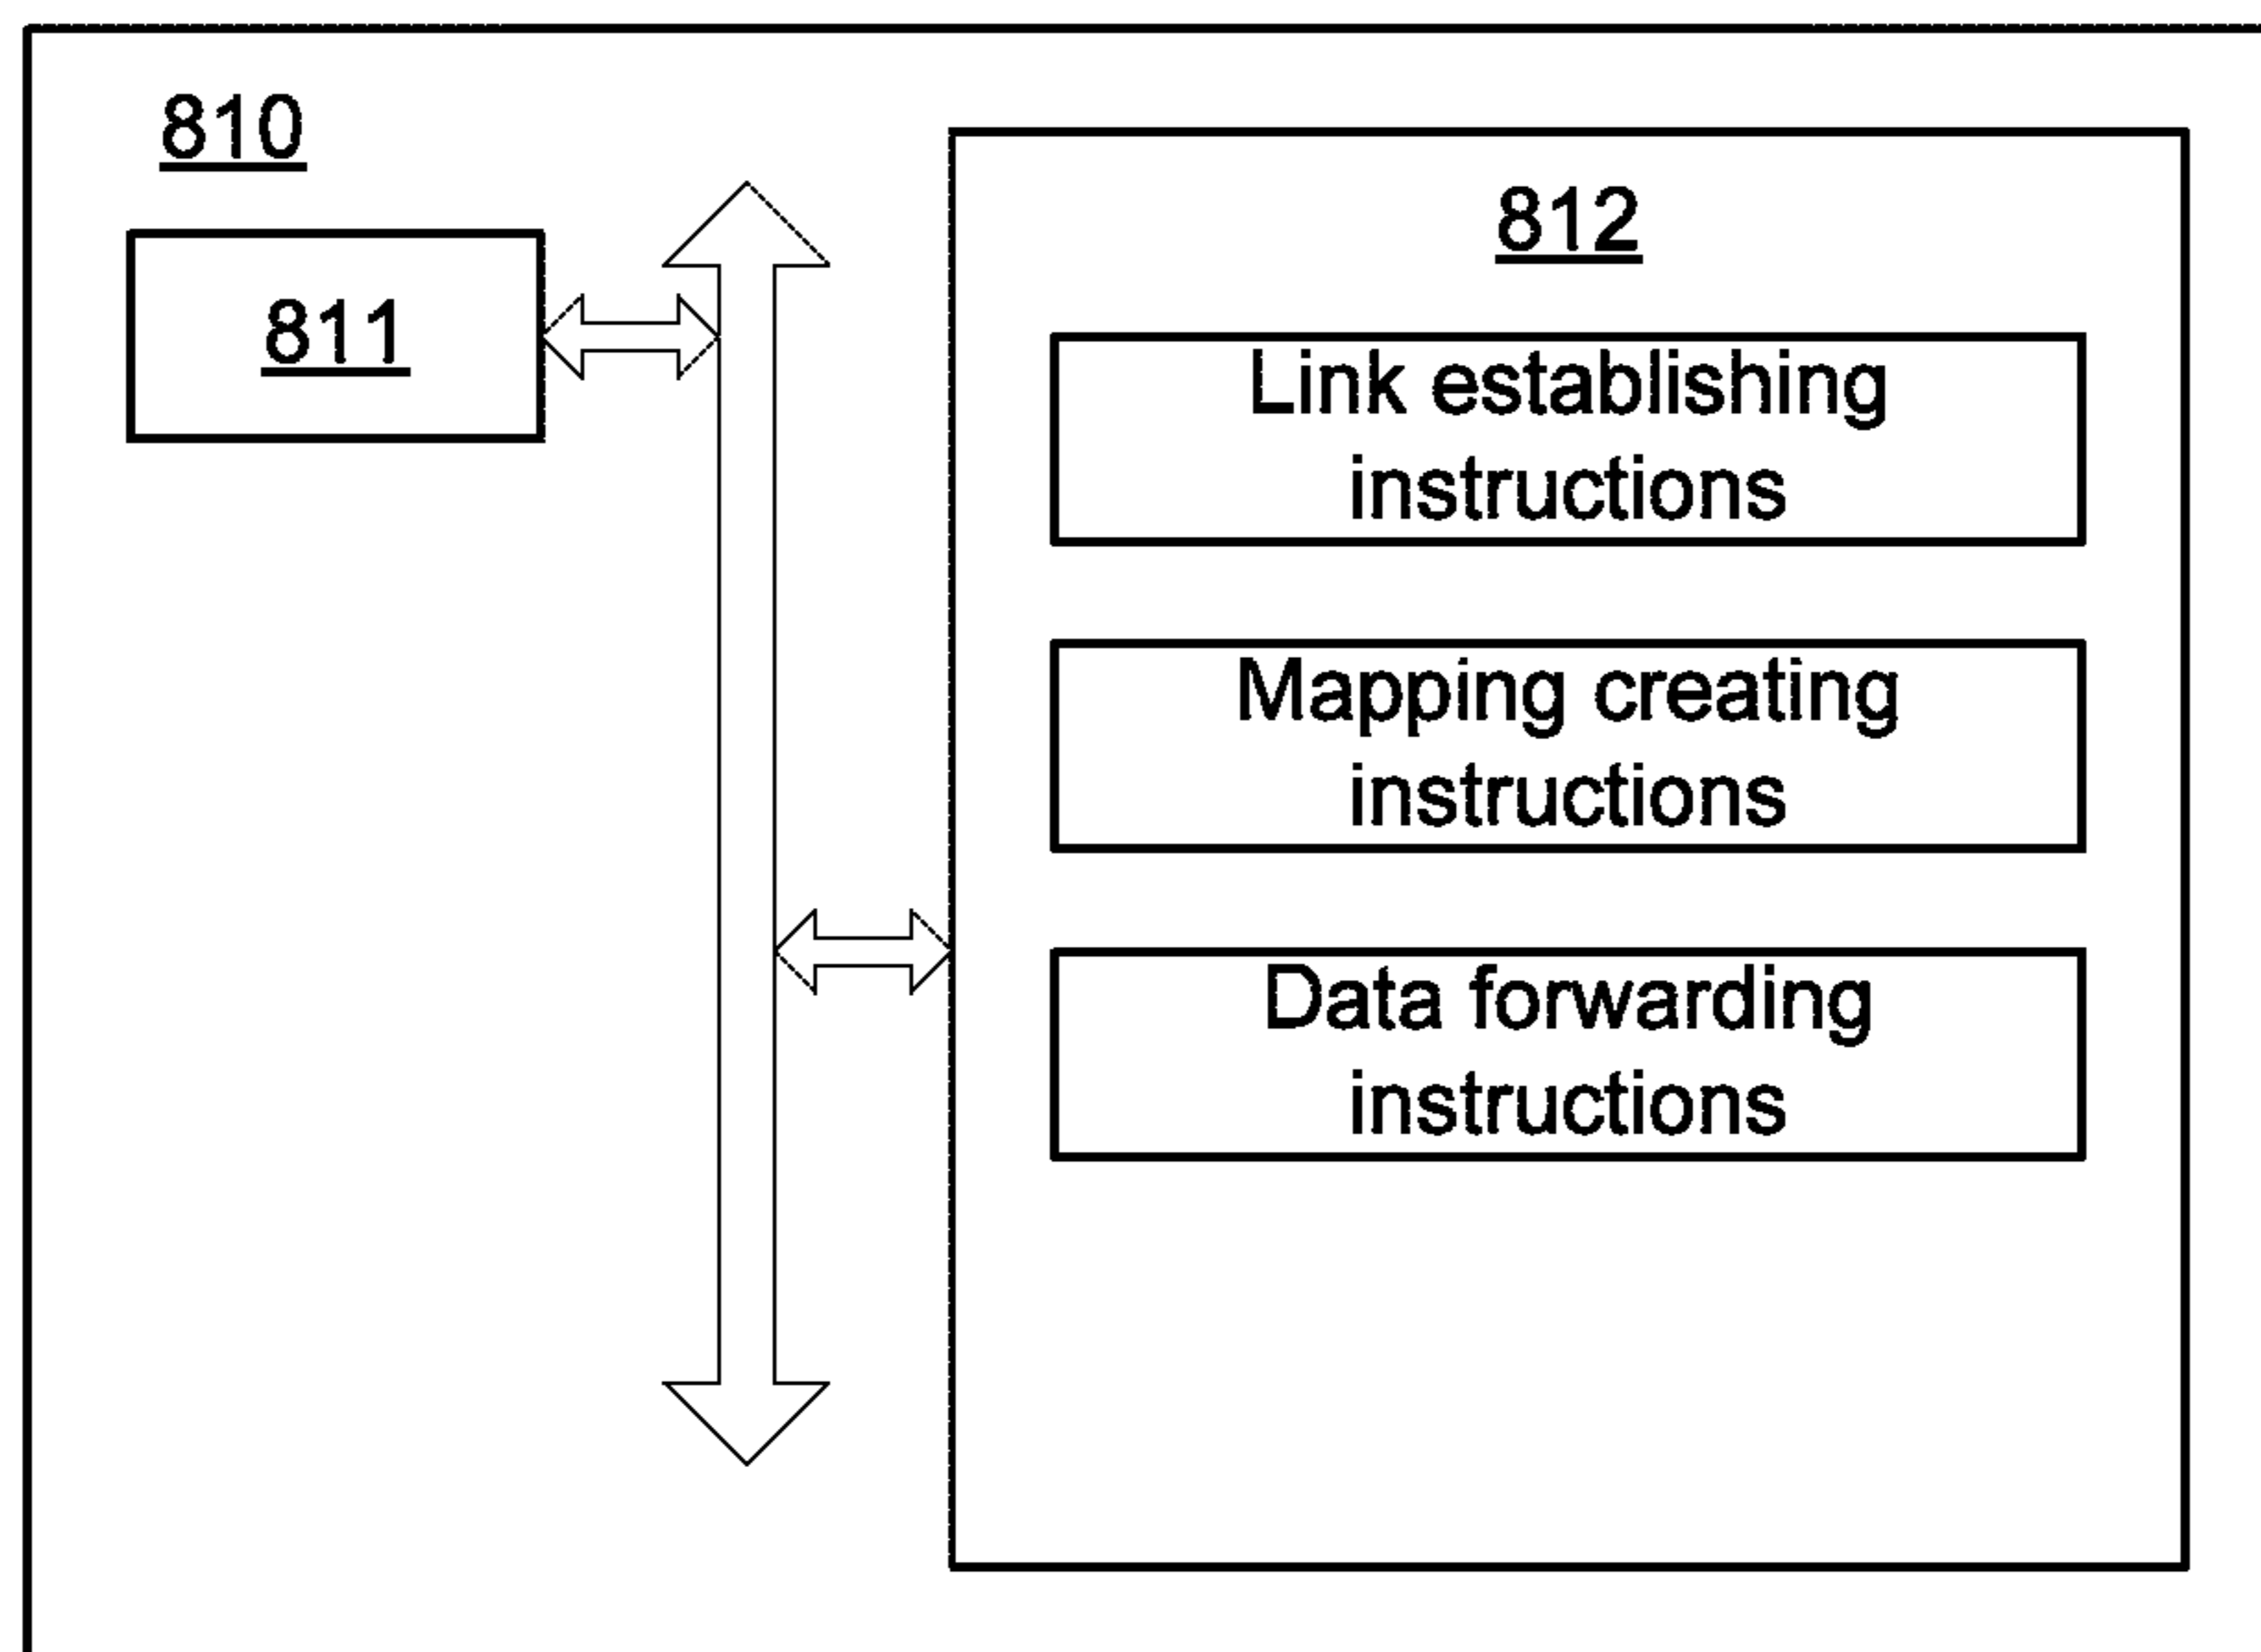 810
811
812
Link establishing
instructions
Mapping creating
instructions
Data forwarding
instructions